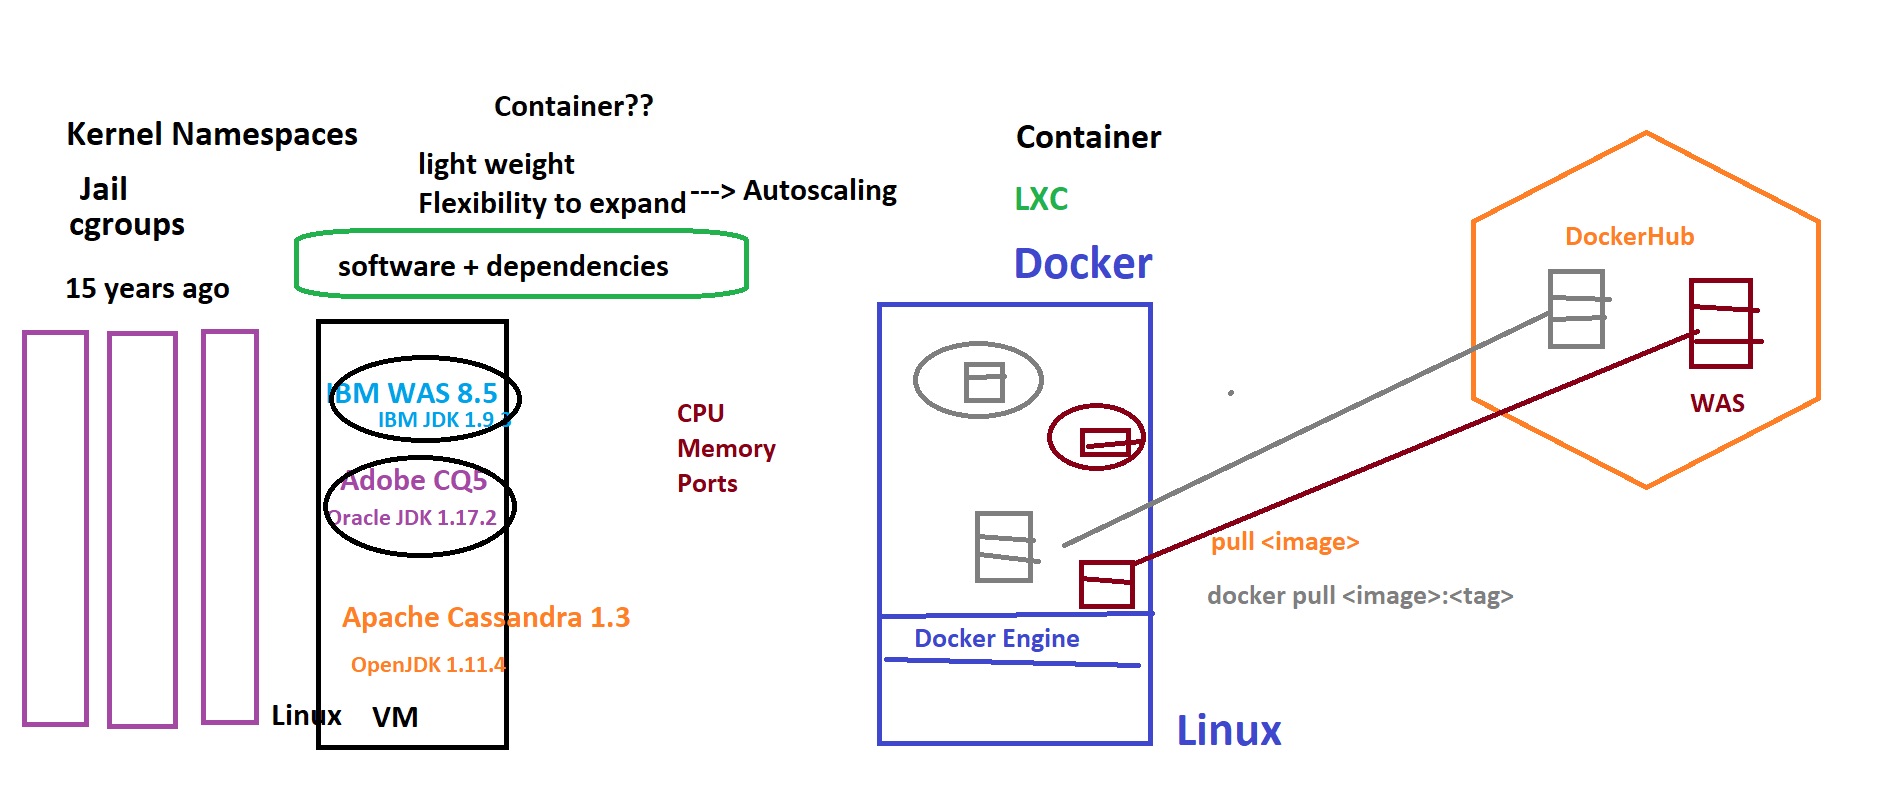 Container??
Kernel Namespaces
Jail
cgroups
15 years ago
light weight
Flexibility to expand ---> Autoscaling
software + dependencies
IBM WAS 8.5
IBM JDK 1.9 3
Adobe CQ5
Oracle JDK 1.17.2
Apache Cassandra 1.3
OpenJDK 1.11.4
Linux VM
CPU
Memory
Ports
Container
LXC
Docker
Docker Engine
Linux
DockerHub
WAS
pull <image>
docker pull <image>:<tag>